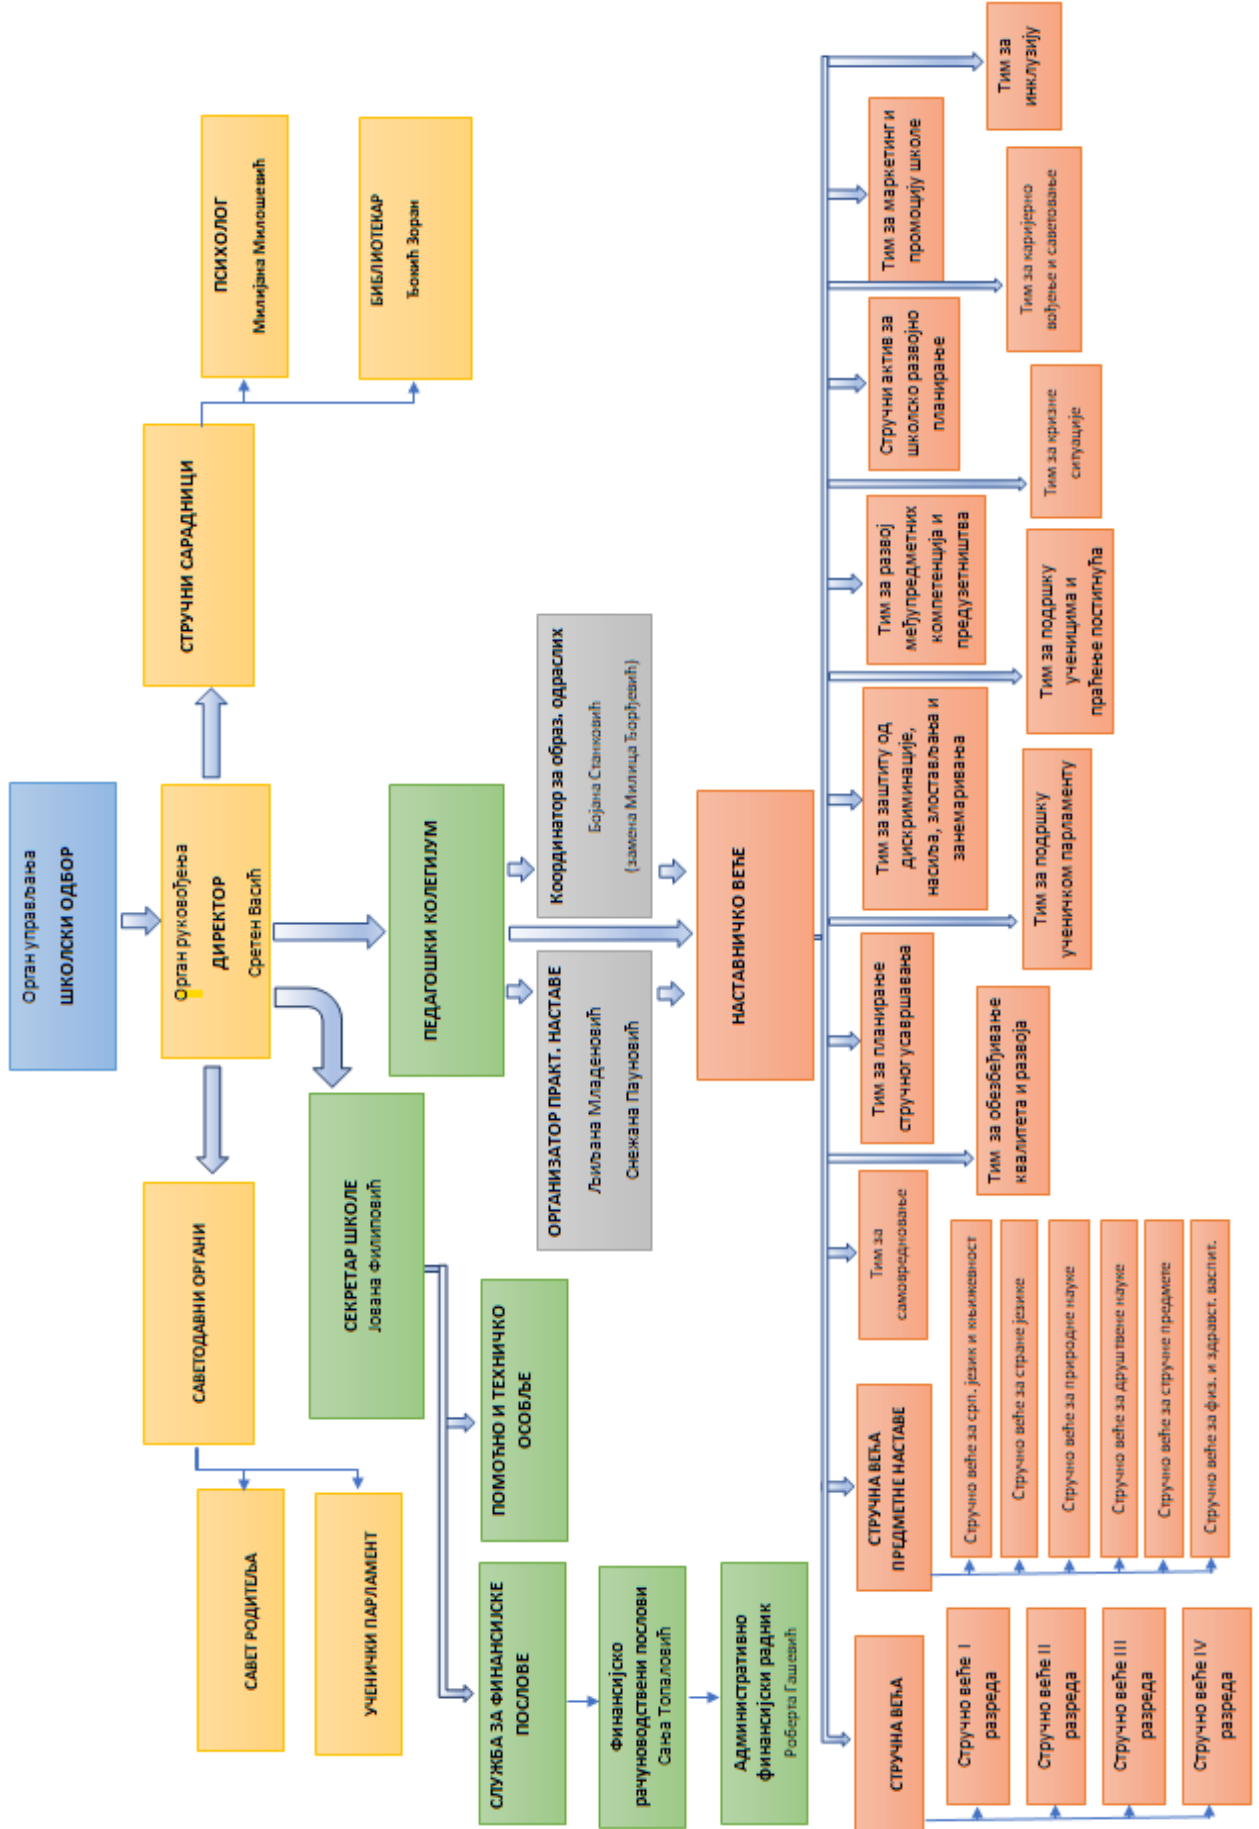 Орган управљања
ШКОЛСКИ ОДБОР
Орган руковођења
ДИРЕКТОР
Сретен Васић
САВЕТОДАВНИ ОРГАНИ
САВЕТ РОДИТЕЉА
УЧЕНИЧКИ ПАРЛАМЕНТ
СТРУЧНИ САРАДНИЦИ
ПСИХОЛОГ
Милијана Милошевић
БИБЛИОТЕКАР
Ђокић Зоран
СЕКРЕТАР ШКОЛЕ
Јована Филиповић
ПЕДАГОШКИ КОЛЕГИЈУМ
СЛУЖБА ЗА ФИНАНСИЈСКЕ
ПОСЛОВЕ
ПОМОЋНО И ТЕХНИЧКО
ОСОБЉЕ
Финансијско
рачуноводствени послови
Сања Топаловић
Административно
финансијски радник
Роберта Гашевић
ОРГАНИЗАТОР ПРАКТ. НАСТАВЕ
Љиљана Младеновић
Снежана Пауновић
Координатор за образ. одраслих
Бојана Станковић
(замена Милица Ђорђевић)
НАСТАВНИЧКО ВЕЋЕ
СТРУЧНА ВЕЋА
Стручно веће I
разреда
Стручно веће II
разреда
Стручно веће III
разреда
Стручно веће IV
разреда
СТРУЧНА ВЕЋА
ПРЕДМЕТНЕ НАСТАВЕ
Стручно веће за срп. језик и књижевност
Стручно веће за стране језике
Стручно веће за природне науке
Стручно веће за друштвене науке
Стручно веће за стручне предмете
Стручно веће за физ. и здравст. васпит.
Тим за
самовредновање
Тим за обезбеђивање
квалитета и развоја
Тим за планирање
стручног усавршавања
Тим за подршку
ученичком парламенту
Тим за заштиту од
дискриминације,
насиља, злостављања и
занемаривања
Тим за подршку
ученицима и
праћење постигнућа
Тим за развој
међупредметних
компетенција и
предузетништва
Тим за кризне
ситуације
Стручни актив за
школско развојно
планирање
Тим за каријерно
вођење и саветовање
Тим за маркетинг и
промоцију школе
Тим за
инклузију